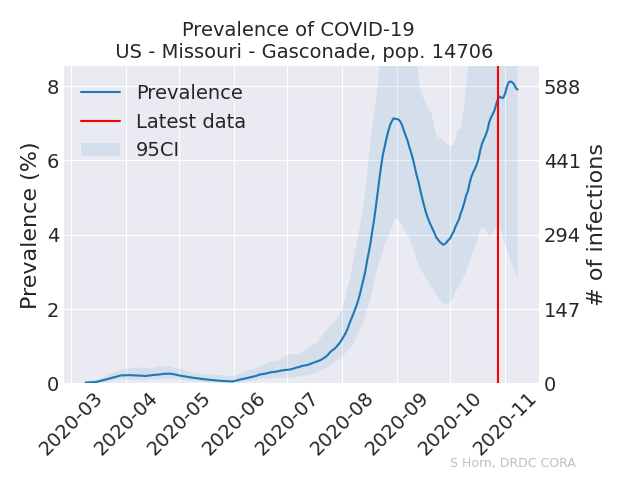 Prevalence of COVID-19
US - Missouri - Gasconade, pop. 14706
Prevalence
Latest data
95CI
Prevalence (%)
8
6
4
2
0
588
441
294
147
0
# of infections
2020-03
2020-04
2020-05
2020-06
2020-07
2020-08
2020-09
2020-10
2020-11
S Horn, DRDC CORA